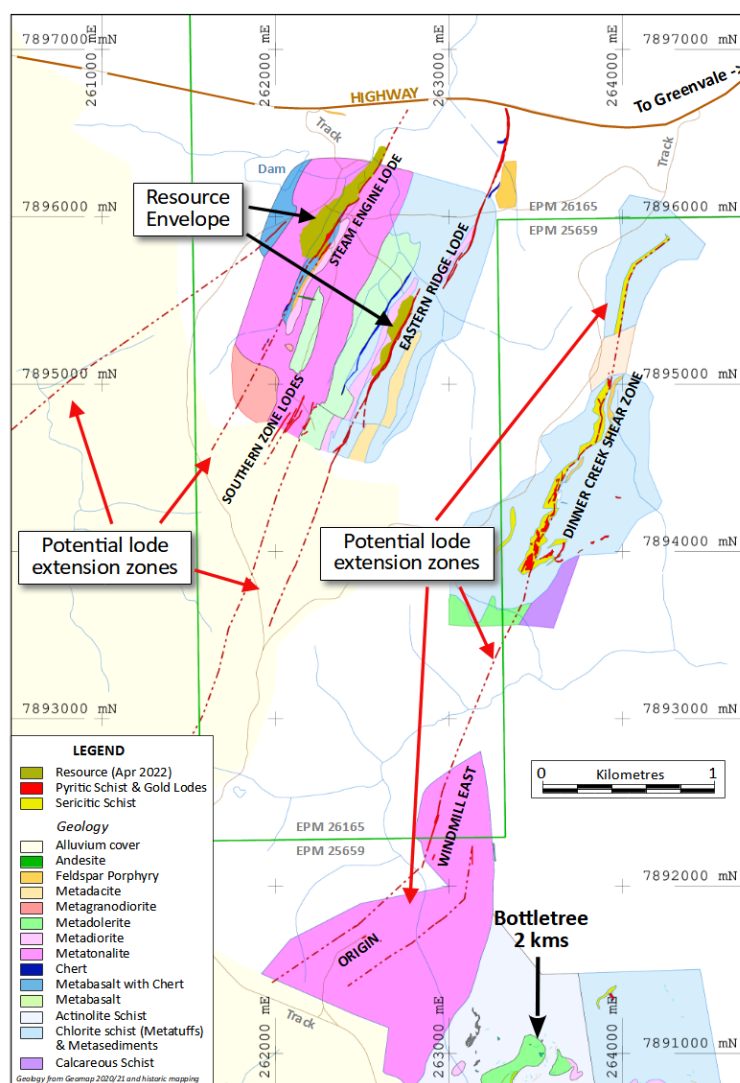 7897000 mN
7897000 mN
261000 mE
262000 mE
263000 mE
264000 mE
HIGHWAY
To Greenvale ->
Track
Track
Dam
Resource
Envelope
STEAM ENGINE LODE
7896000 mN
7896000 mN
EPM 26165
EPM 25659
EASTERN RIDGE LODE
7895000 mN
7895000 mN
SOUTHERN ZONE LODES
DINNER CREEK SHEAR ZONE
Potential lode
extension zones
Potential lode
extension zones
7894000 mN
7894000 mN
7893000 mN
7893000 mN
LEGEND
Resource (Apr 2022)
Pyritic Schist & Gold Lodes
Sericitic Schist
Geology
Alluvium cover
Andesite
Feldspar Porphyry
Metadacite
Metagranodiorite
Metadolerite
Metadiorite
Metatonalite
Chert
Metabasalt with Chert
Metabasalt
Actinolite Schist
Chlorite schist (Metatuffs)
& Metasediments
Calcareous Schist
Geology from Geomap 2020/21 and historic mapping
0 Kilometres 1
WINDMILL EAST
EPM 26165
EPM 25659
7892000 mN
ORIGIN
Bottletree
2 kms
Track
262000 mE
263000 mE
264000 mE
7891000 mN